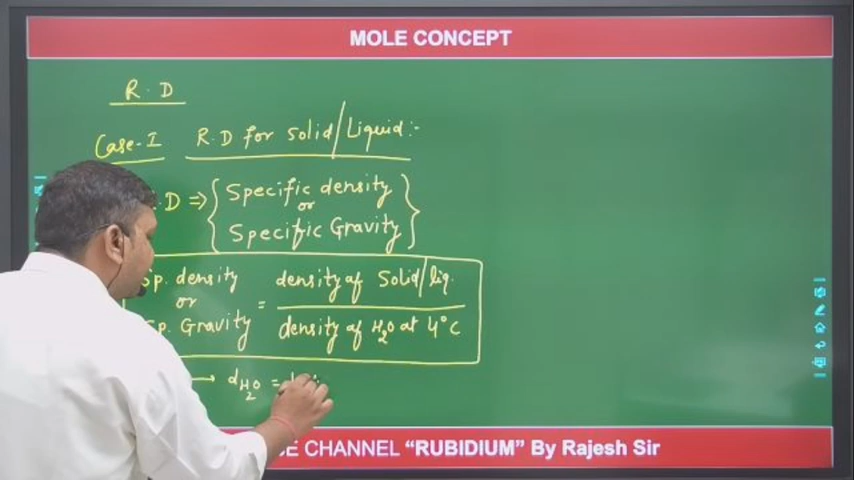 MOLE CONCEPT
R.D
Case-I R.D for Solid/Liquid:-
D ⇒ { Specific density
or
Specific Gravity }
Sp. density
or
Sp. Gravity
=
density of Solid/liq.
density of H2O at 4°C
→ dH2O =
CHANNEL “RUBIDIUM” By Rajesh Sir